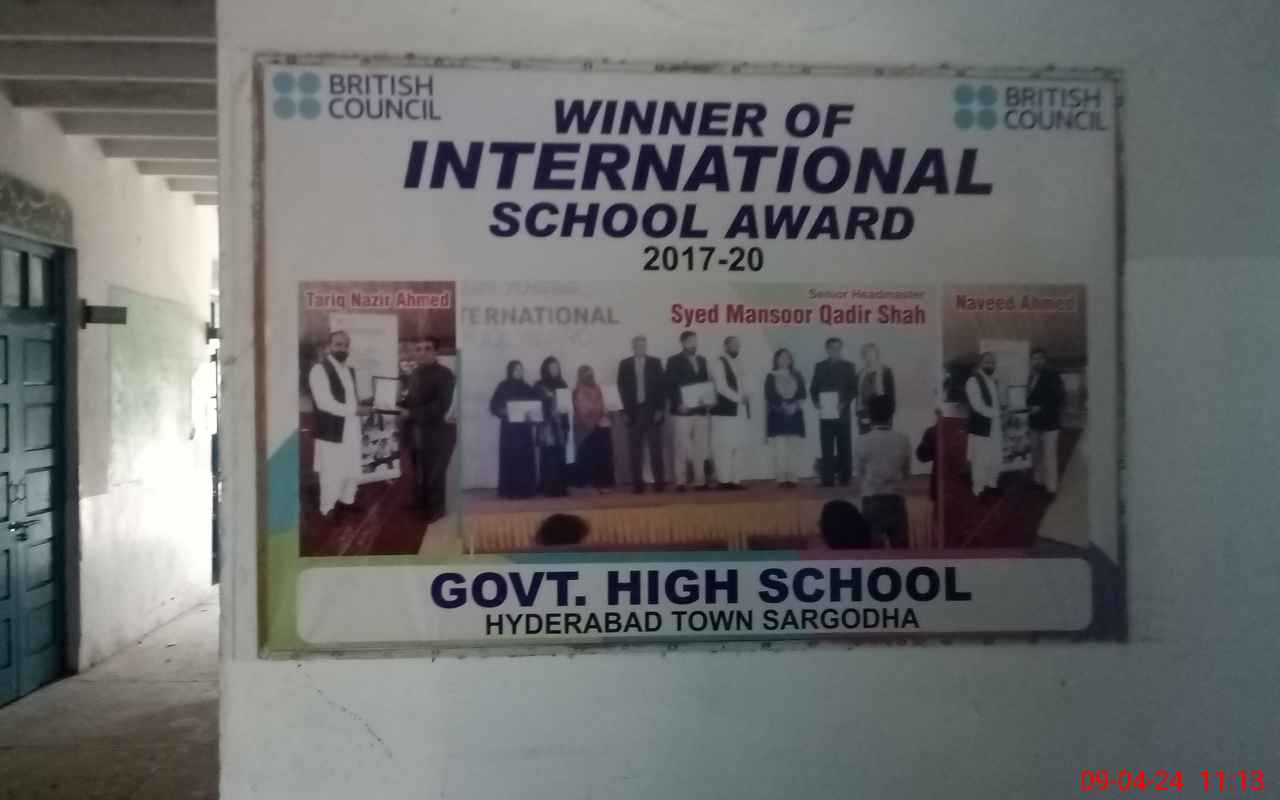 BRITISH
COUNCIL
BRITISH
COUNCIL
WINNER OF
INTERNATIONAL
SCHOOL AWARD
2017-20
Tariq Nazir Ahmed
TERNATIONAL
Senior Headmaster
Syed Mansoor Qadir Shah
Naveed Ahmed
GOVT. HIGH SCHOOL
HYDERABAD TOWN SARGODHA
09-04-24 11:13